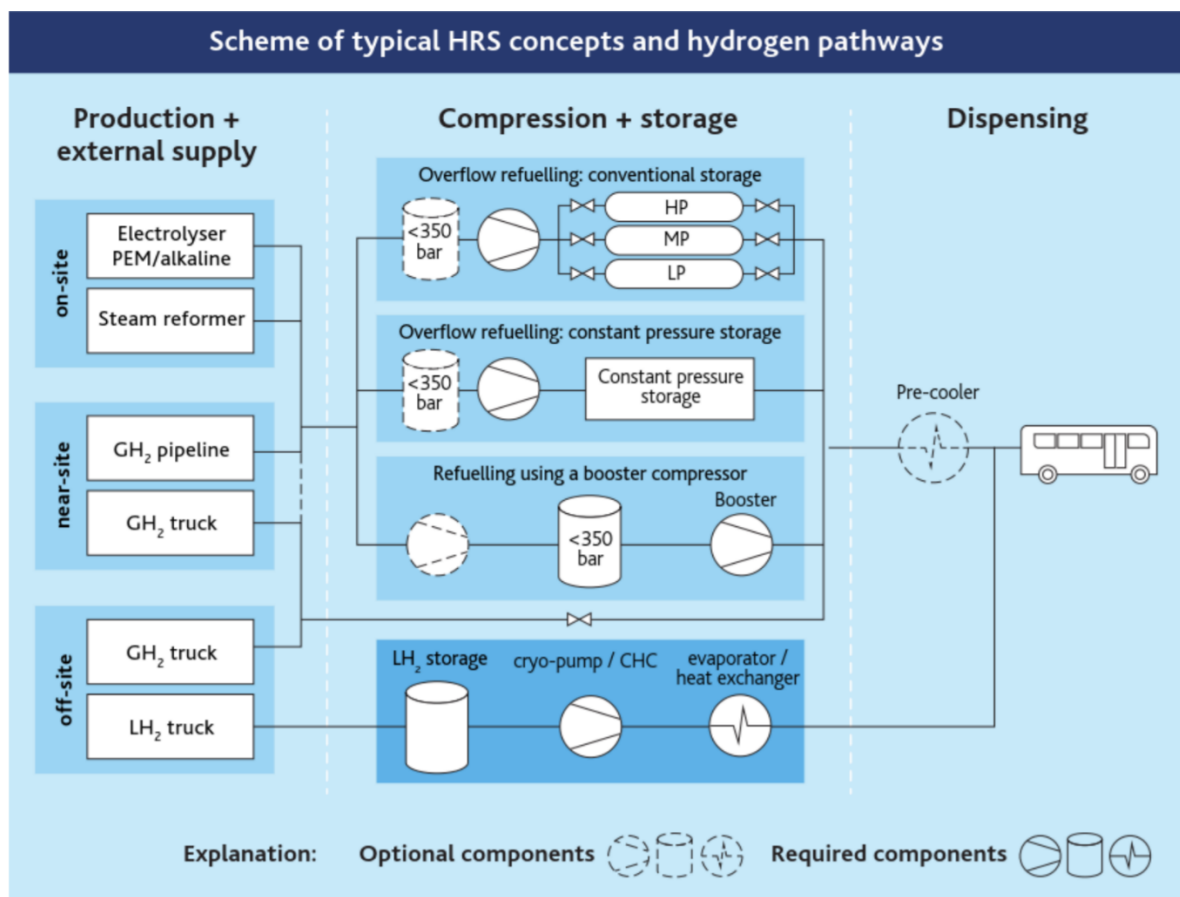 Scheme of typical HRS concepts and hydrogen pathways
Production +
external supply
Compression + storage
Dispensing
on-site
Electrolyser
PEM/alkaline
Steam reformer
near-site
GH₂ pipeline
GH₂ truck
off-site
GH₂ truck
LH₂ truck
Overflow refuelling: conventional storage
<350
bar
HP
MP
LP
Overflow refuelling: constant pressure storage
<350
bar
Constant pressure
storage
Refuelling using a booster compressor
<350
bar
Booster
LH₂ storage
cryo-pump / CHC
evaporator /
heat exchanger
Pre-cooler
Explanation:
Optional components
Required components